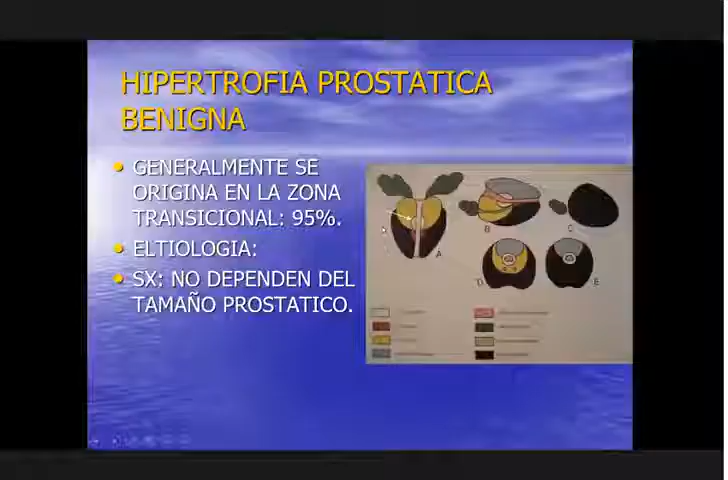 HIPERTROFIA PROSTATICA
BENIGNA
• GENERALMENTE SE
ORIGINA EN LA ZONA
TRANSICIONAL: 95%.
• ELTIOLOGIA:
• SX: NO DEPENDEN DEL
TAMAÑO PROSTATICO.
A
B
C
D
E